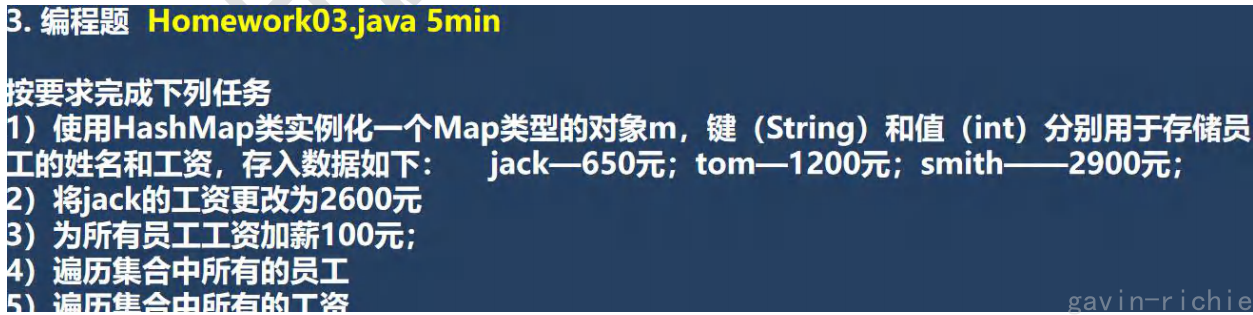 3. 编程题 Homework03.java 5min
按要求完成下列任务
1）使用HashMap类实例化一个Map类型的对象m，键（String）和值（int）分别用于存储员
工的姓名和工资，存入数据如下： jack—650元；tom—1200元；smith——2900元；
2）将jack的工资更改为2600元
3）为所有员工工资加薪100元；
4）遍历集合中所有的员工
5）遍历集合中所有的工资
gavin-richie